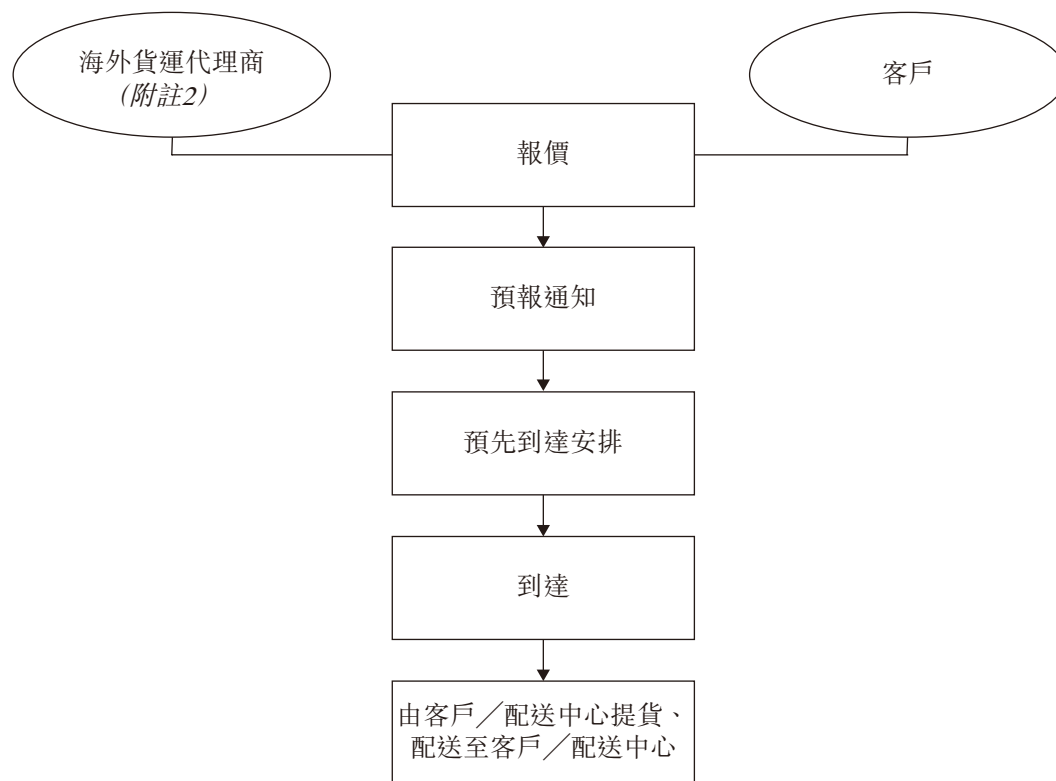 海外貨運代理商
(附註2)
客戶
報價
預報通知
預先到達安排
到達
由客戶╱配送中心提貨、
配送至客戶╱配送中心